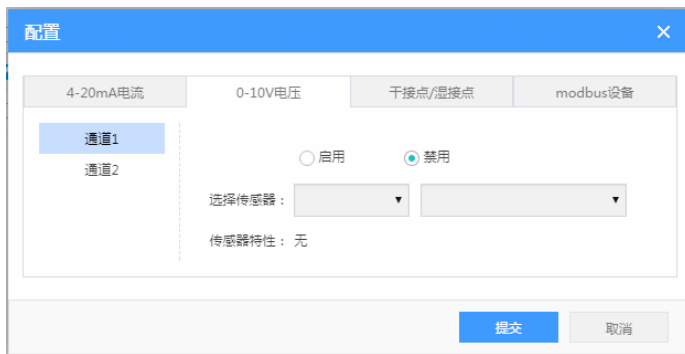 配置
4-20mA电流 0-10V电压 干接点/湿接点 modbus设备
通道1
通道2
启用 禁用
选择传感器：
传感器特性： 无
提交 取消